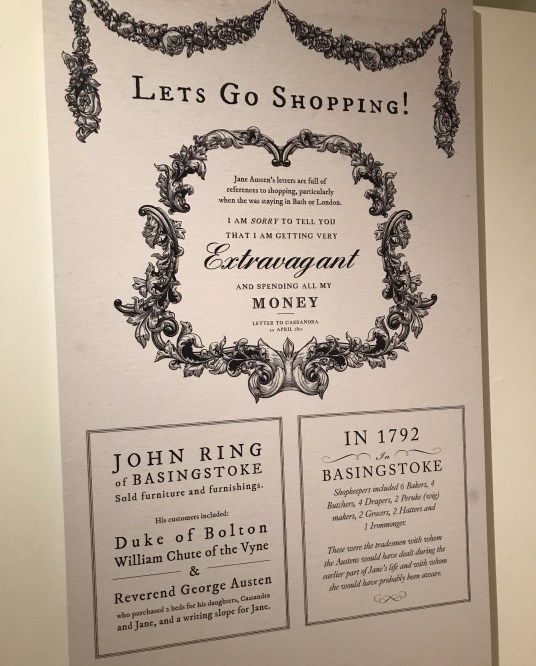 LETS GO SHOPPING!
Jane Austen's letters are full of
references to shopping, particularly
when she was staying in Bath or London.
I AM SORRY TO TELL YOU
THAT I AM GETTING VERY
Extravagant
AND SPENDING ALL MY
MONEY
LETTER TO CASSANDRA
APRIL 1811
JOHN RING
of BASINGSTOKE
Sold furniture and furnishings.
His customers included:
Duke of Bolton
William Chute of the Vyne
&
Reverend George Austen
who purchased 2 beds for his daughters, Cassandra
and Jane, and a writing slope for Jane.
IN 1792
In
BASINGSTOKE
Shopkeepers included 6 Bakers, 4
Butchers, 4 Drapers, 2 Peruke (wig)
makers, 2 Grocers, 2 Hatters and
1 Ironmonger.
These were the tradesmen with whom
the Austens would have dealt during the
earlier part of Jane's life and with whom
she would have probably been aware.